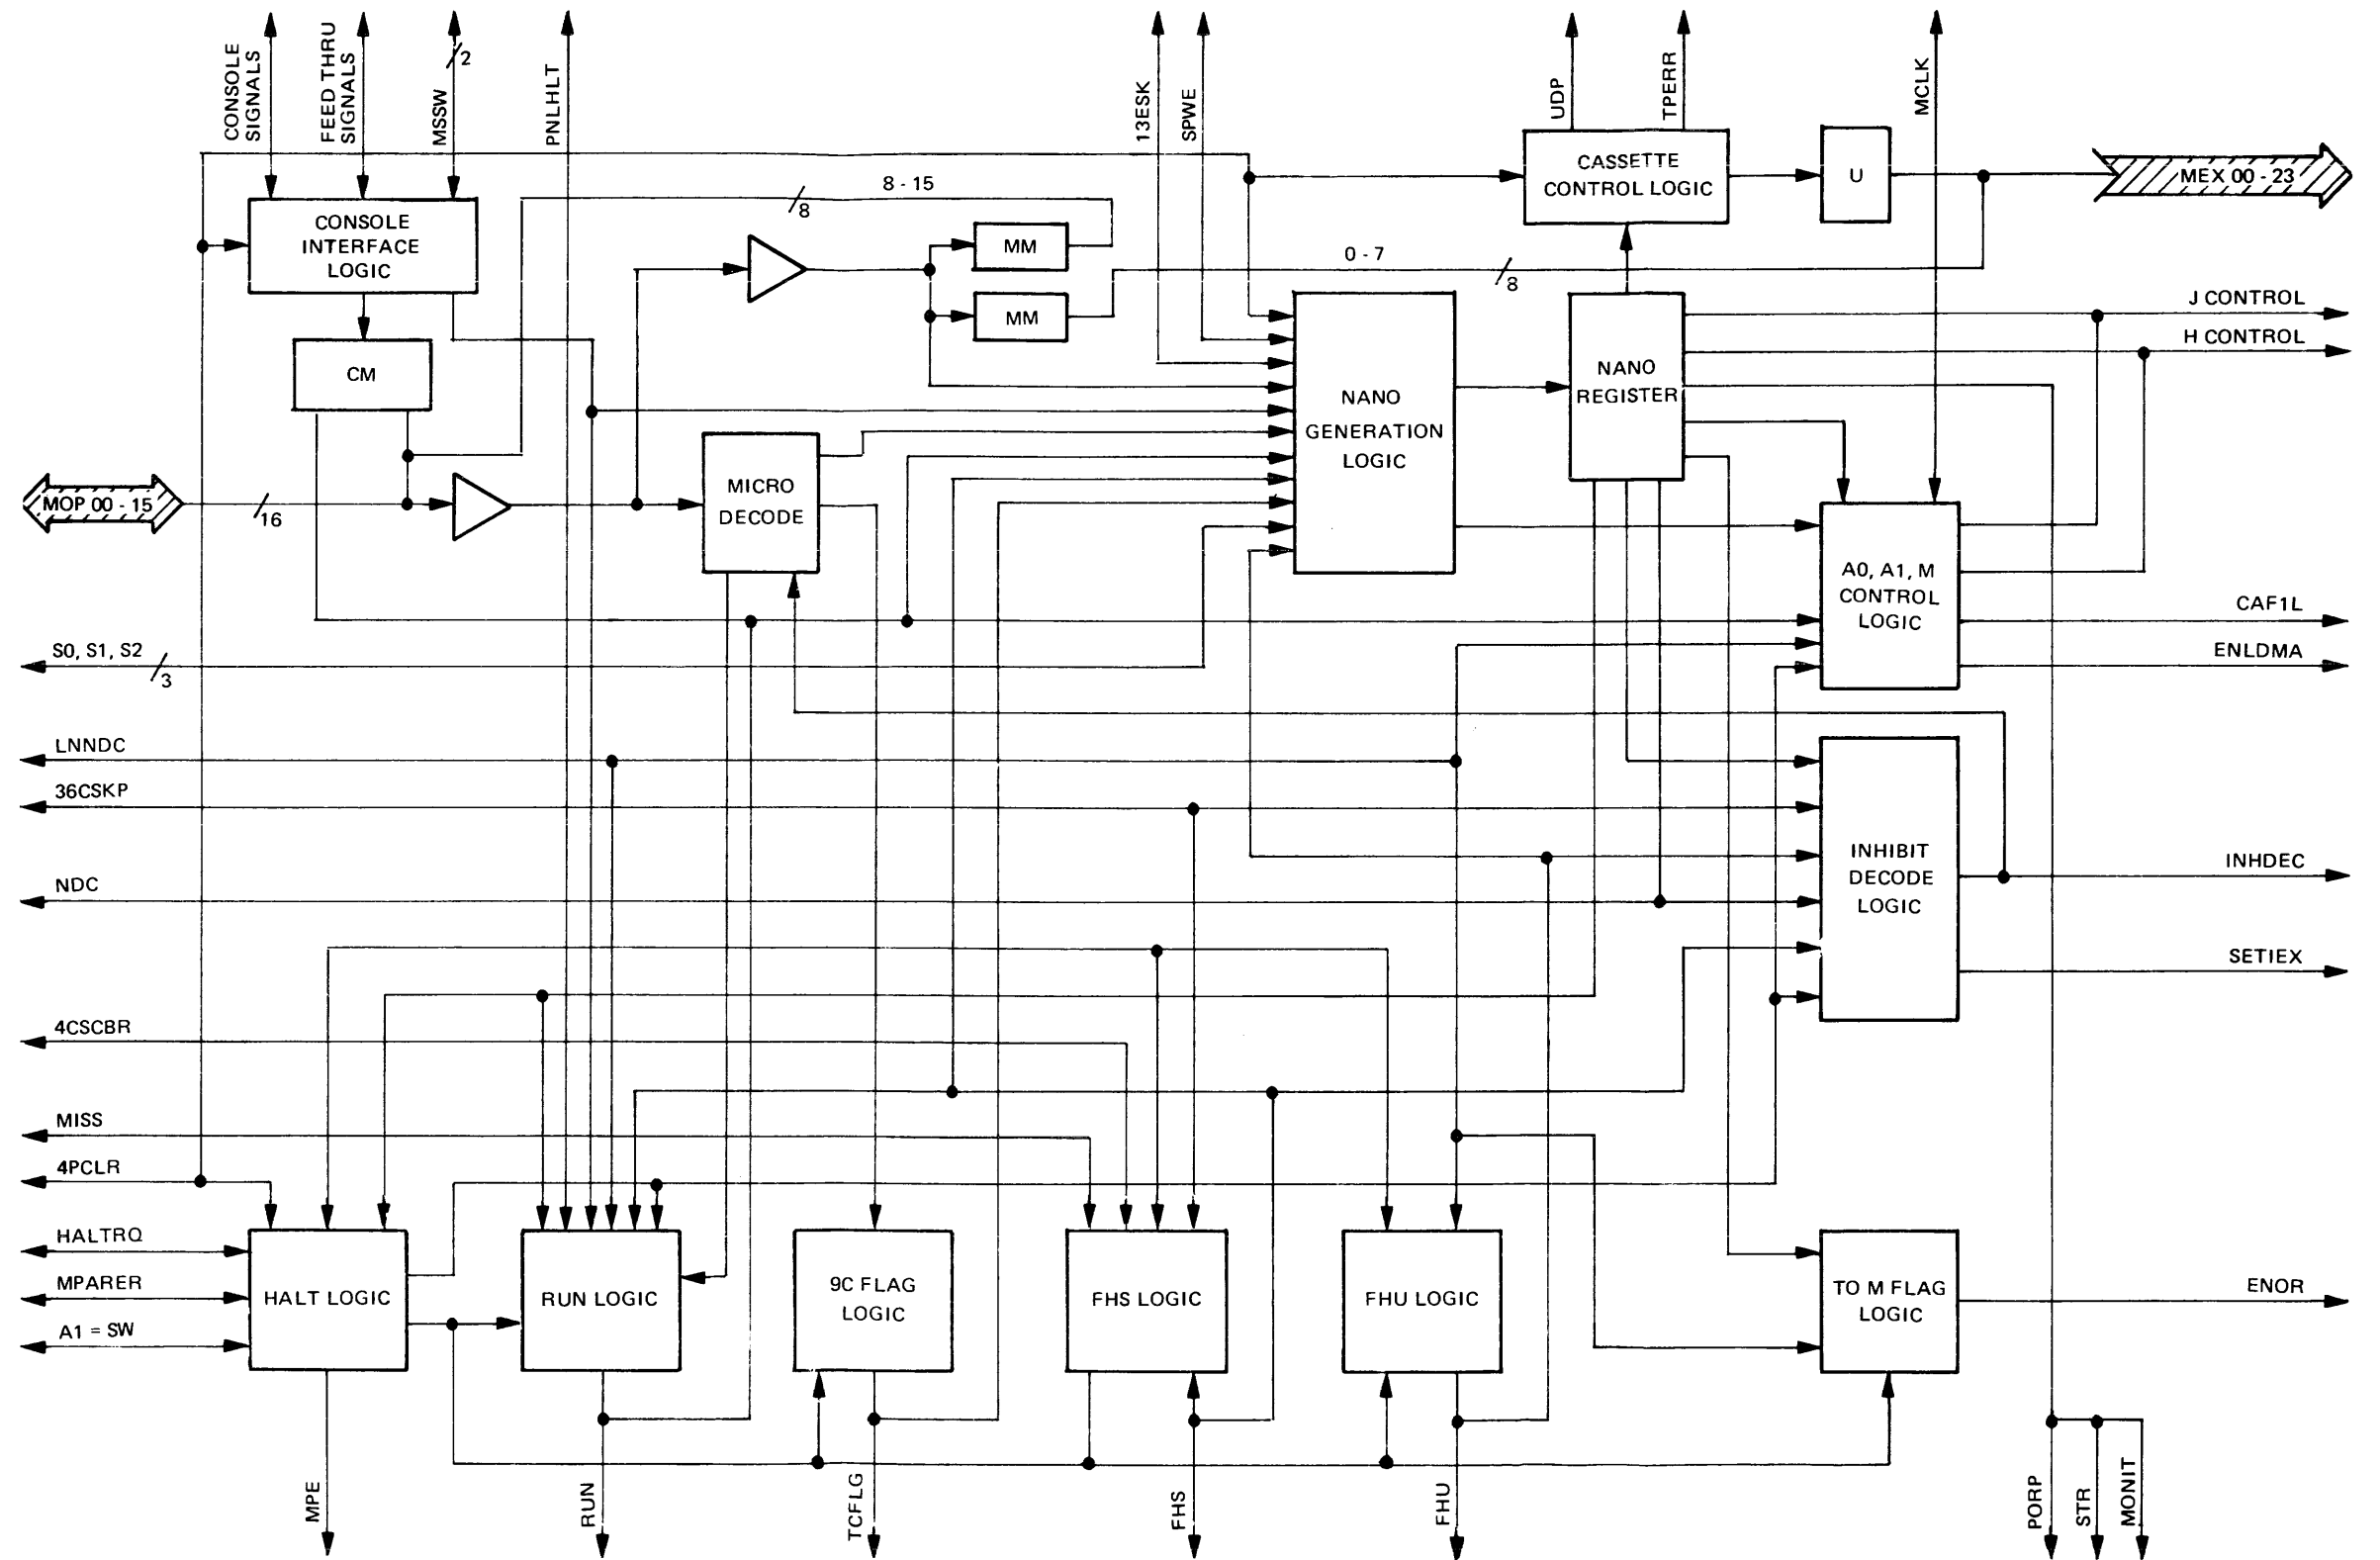 CONSOLE
SIGNALS
FEED THRU
SIGNALS
MSSW
2
PNLHLT
13ESK
SPWE
UDP
TPERR
MCLK
CASSETTE
CONTROL LOGIC
U
MEX 00 - 23
8 - 15
8
CONSOLE
INTERFACE
LOGIC
MM
0 - 7
8
MM
CM
NANO
GENERATION
LOGIC
NANO
REGISTER
J CONTROL
H CONTROL
MICRO
DECODE
MOP 00 - 15
16
A0, A1, M
CONTROL
LOGIC
CAF1L
ENLDMA
S0, S1, S2
3
LNNDC
36CSKP
NDC
INHIBIT
DECODE
LOGIC
INHDEC
SETIEX
4CSCBR
MISS
4PCLR
HALTRQ
MPARER
A1 = SW
HALT LOGIC
RUN LOGIC
9C FLAG
LOGIC
FHS LOGIC
FHU LOGIC
TO M FLAG
LOGIC
ENOR
MPE
RUN
TCFLG
FHS
FHU
PORP
STR
MONIT